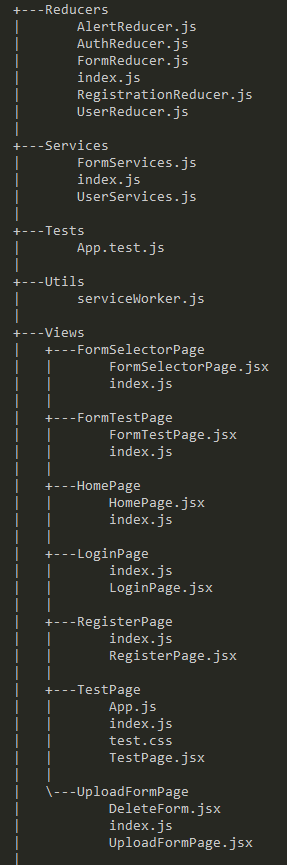 +---Reducers
|       AlertReducer.js
|       AuthReducer.js
|       FormReducer.js
|       index.js
|       RegistrationReducer.js
|       UserReducer.js
|
+---Services
|       FormServices.js
|       index.js
|       UserServices.js
|
+---Tests
|       App.test.js
|
+---Utils
|       serviceWorker.js
|
+---Views
|   +---FormSelectorPage
|   |       FormSelectorPage.jsx
|   |       index.js
|   |
|   +---FormTestPage
|   |       FormTestPage.jsx
|   |       index.js
|   |
|   +---HomePage
|   |       HomePage.jsx
|   |       index.js
|   |
|   +---LoginPage
|   |       index.js
|   |       LoginPage.jsx
|   |
|   +---RegisterPage
|   |       index.js
|   |       RegisterPage.jsx
|   |
|   +---TestPage
|   |       App.js
|   |       index.js
|   |       test.css
|   |       TestPage.jsx
|   |
|   \---UploadFormPage
|           DeleteForm.jsx
|           index.js
|           UploadFormPage.jsx
|